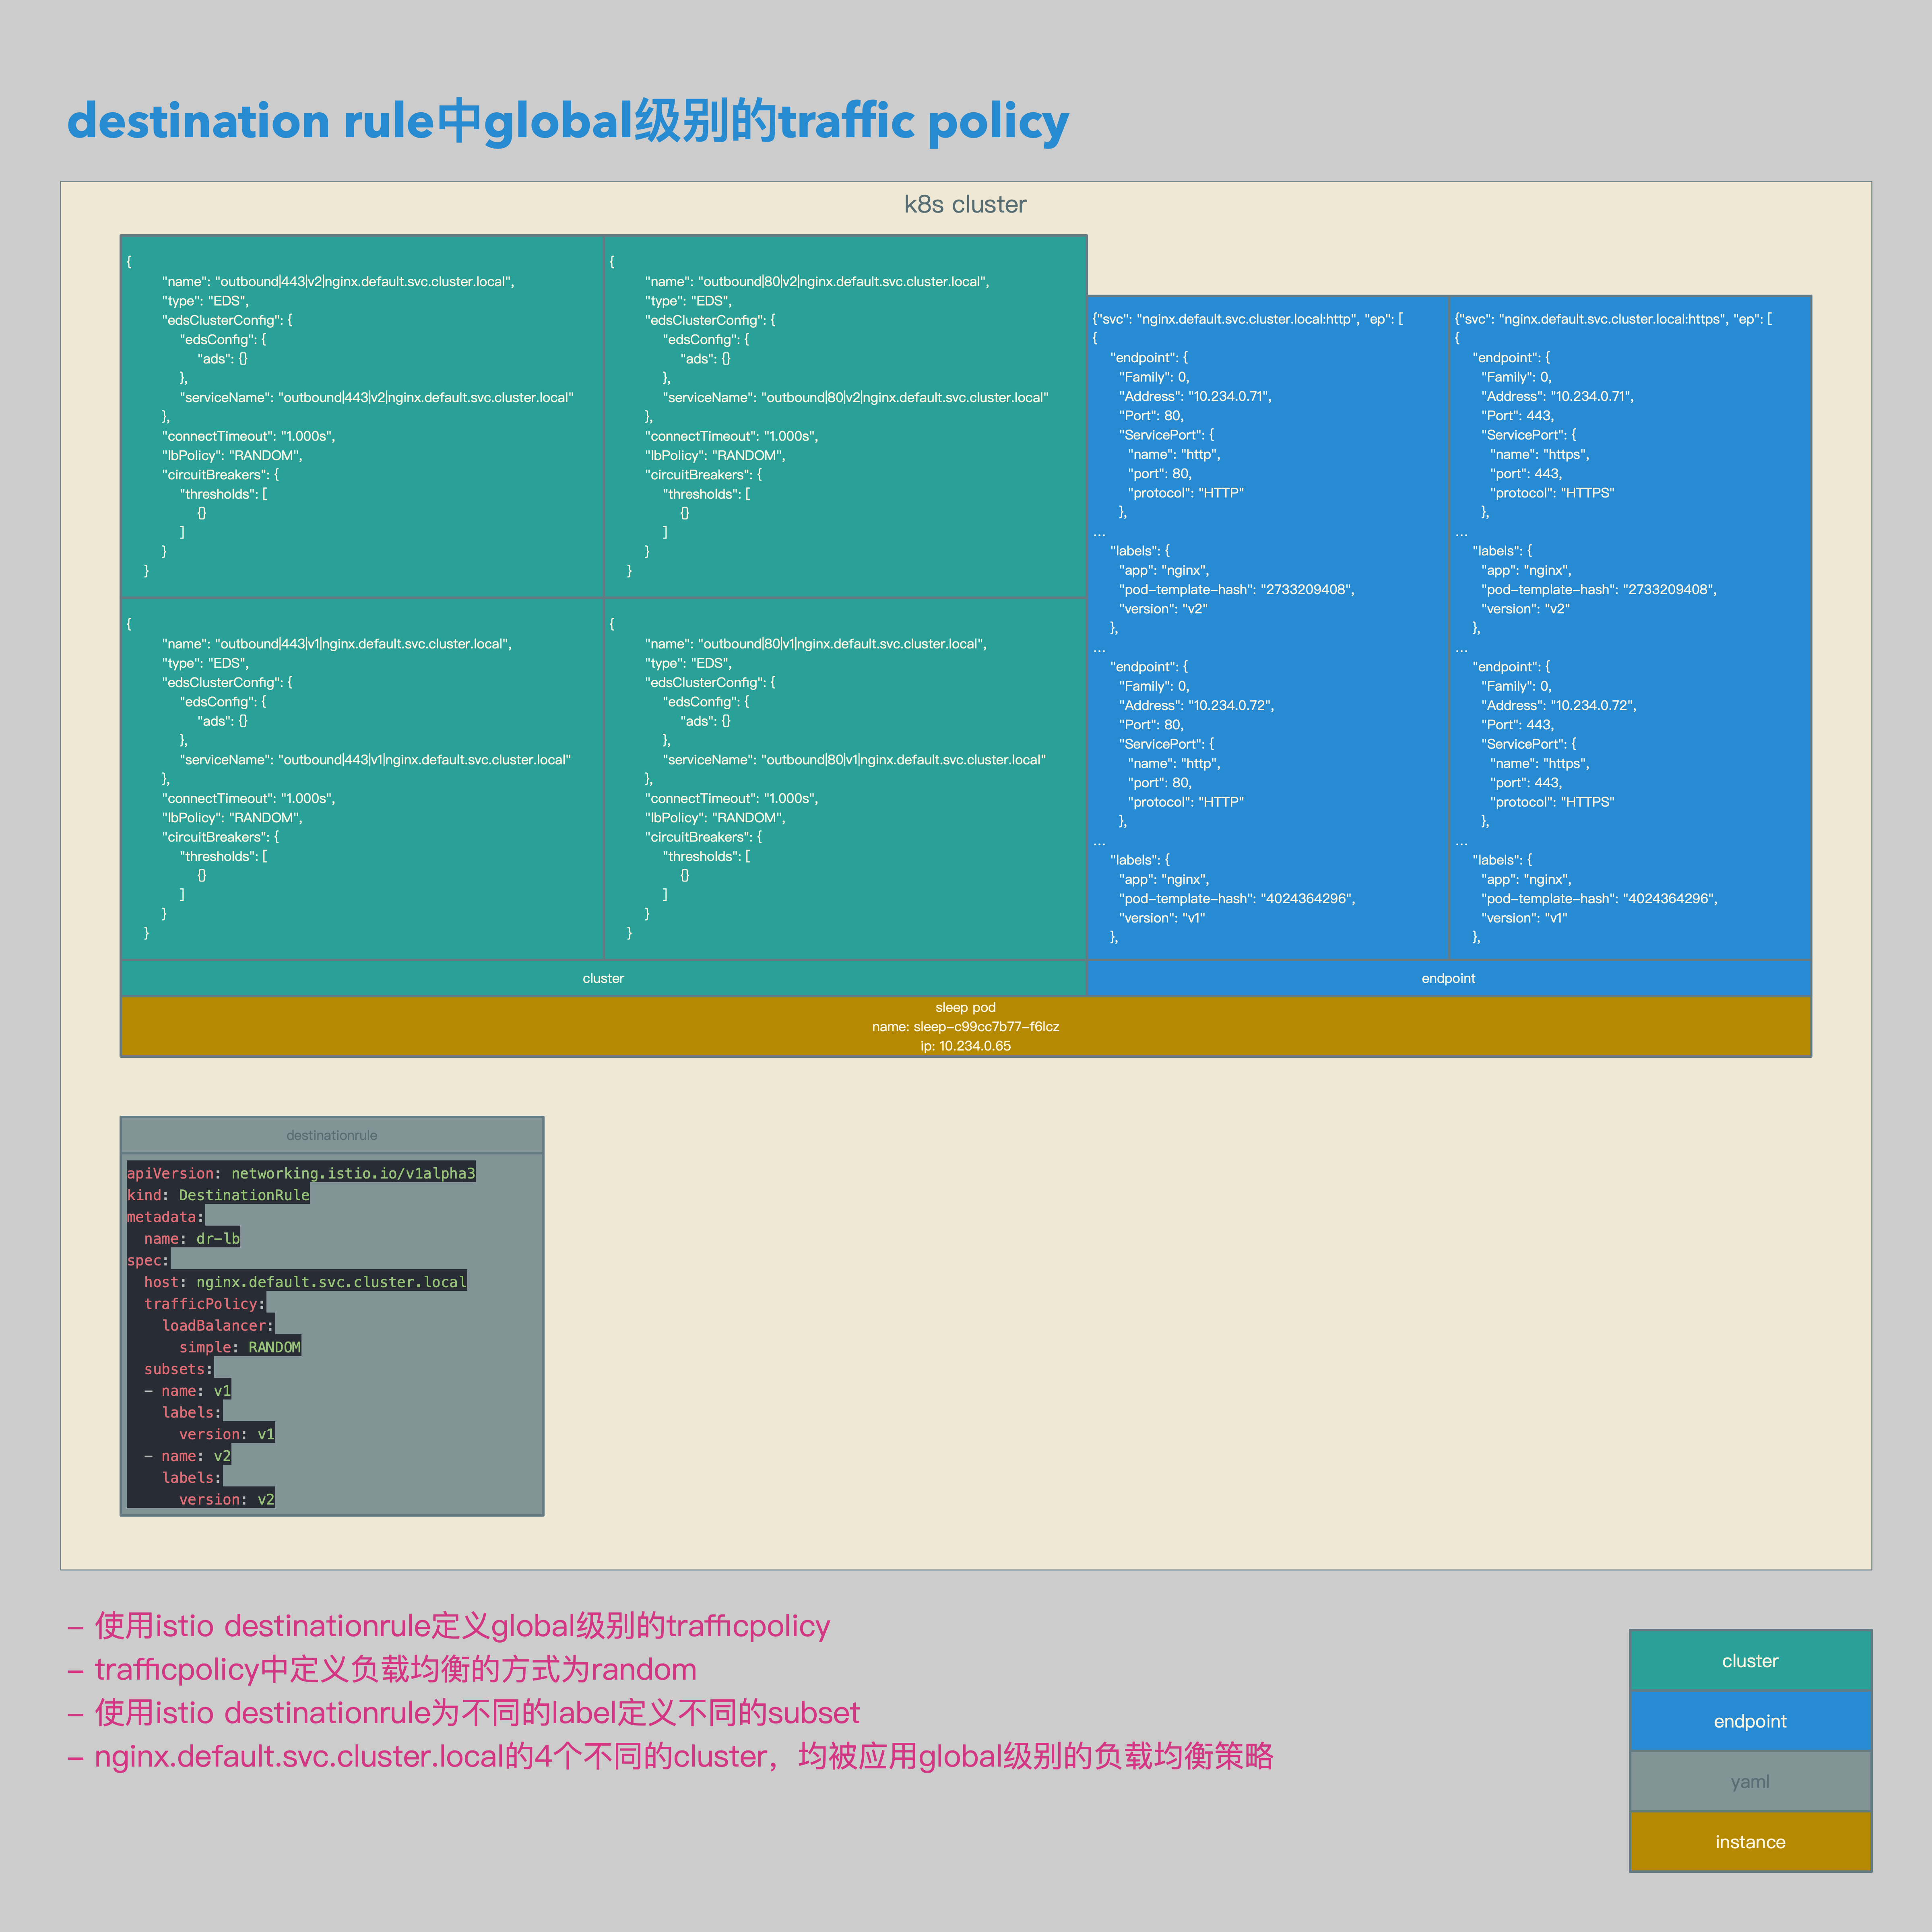 destination rule中global级别的traffic policy
k8s cluster
{
"name": "outbound|443|v2|nginx.default.svc.cluster.local",
"type": "EDS",
"edsClusterConfig": {
"edsConfig": {
"ads": {}
},
"serviceName": "outbound|443|v2|nginx.default.svc.cluster.local"
},
"connectTimeout": "1.000s",
"lbPolicy": "RANDOM",
"circuitBreakers": {
"thresholds": [
{}
]
}
}
{
"name": "outbound|80|v2|nginx.default.svc.cluster.local",
"type": "EDS",
"edsClusterConfig": {
"edsConfig": {
"ads": {}
},
"serviceName": "outbound|80|v2|nginx.default.svc.cluster.local"
},
"connectTimeout": "1.000s",
"lbPolicy": "RANDOM",
"circuitBreakers": {
"thresholds": [
{}
]
}
}
{
"name": "outbound|443|v1|nginx.default.svc.cluster.local",
"type": "EDS",
"edsClusterConfig": {
"edsConfig": {
"ads": {}
},
"serviceName": "outbound|443|v1|nginx.default.svc.cluster.local"
},
"connectTimeout": "1.000s",
"lbPolicy": "RANDOM",
"circuitBreakers": {
"thresholds": [
{}
]
}
}
{
"name": "outbound|80|v1|nginx.default.svc.cluster.local",
"type": "EDS",
"edsClusterConfig": {
"edsConfig": {
"ads": {}
},
"serviceName": "outbound|80|v1|nginx.default.svc.cluster.local"
},
"connectTimeout": "1.000s",
"lbPolicy": "RANDOM",
"circuitBreakers": {
"thresholds": [
{}
]
}
}
{"svc": "nginx.default.svc.cluster.local:http", "ep": [
{
"endpoint": {
"Family": 0,
"Address": "10.234.0.71",
"Port": 80,
"ServicePort": {
"name": "http",
"port": 80,
"protocol": "HTTP"
},
...
"labels": {
"app": "nginx",
"pod-template-hash": "2733209408",
"version": "v2"
},
...
"endpoint": {
"Family": 0,
"Address": "10.234.0.72",
"Port": 80,
"ServicePort": {
"name": "http",
"port": 80,
"protocol": "HTTP"
},
...
"labels": {
"app": "nginx",
"pod-template-hash": "4024364296",
"version": "v1"
},
{"svc": "nginx.default.svc.cluster.local:https", "ep": [
{
"endpoint": {
"Family": 0,
"Address": "10.234.0.71",
"Port": 443,
"ServicePort": {
"name": "https",
"port": 443,
"protocol": "HTTPS"
},
...
"labels": {
"app": "nginx",
"pod-template-hash": "2733209408",
"version": "v2"
},
...
"endpoint": {
"Family": 0,
"Address": "10.234.0.72",
"Port": 443,
"ServicePort": {
"name": "https",
"port": 443,
"protocol": "HTTPS"
},
...
"labels": {
"app": "nginx",
"pod-template-hash": "4024364296",
"version": "v1"
},
cluster
endpoint
sleep pod
name: sleep-c99cc7b77-f6lcz
ip: 10.234.0.65
destinationrule
apiVersion: networking.istio.io/v1alpha3
kind: DestinationRule
metadata:
name: dr-lb
spec:
host: nginx.default.svc.cluster.local
trafficPolicy:
loadBalancer:
simple: RANDOM
subsets:
- name: v1
labels:
version: v1
- name: v2
labels:
version: v2
- 使用istio destinationrule定义global级别的trafficpolicy
- trafficpolicy中定义负载均衡的方式为random
- 使用istio destinationrule为不同的label定义不同的subset
- nginx.default.svc.cluster.local的4个不同的cluster，均被应用global级别的负载均衡策略
cluster
endpoint
yaml
instance